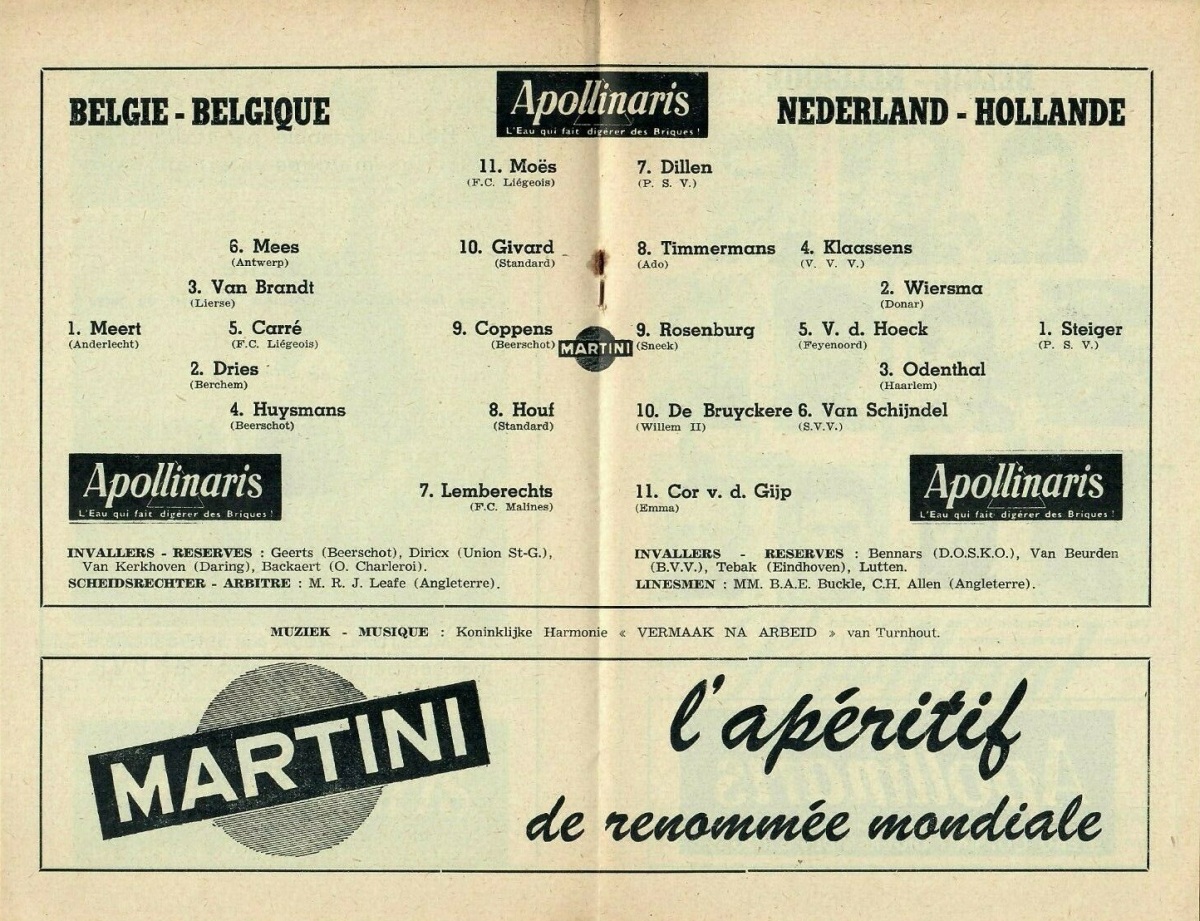 BELGIE - BELGIQUE
Apollinaris
L'Eau qui fait digérer des Briques !
NEDERLAND - HOLLANDE
11. Moës
(F.C. Liégeois)
7. Dillen
(P. S. V.)
6. Mees
(Antwerp)
10. Givard
(Standard)
8. Timmermans
(Ado)
4. Klaassens
(V. V. V.)
3. Van Brandt
(Lierse)
2. Wiersma
(Donar)
1. Meert
(Anderlecht)
5. Carré
(F.C. Liégeois)
9. Coppens
(Beerschot)
MARTINI
9. Rosenburg
(Sneek)
5. V. d. Hoeck
(Feyenoord)
1. Steiger
(P. S. V.)
2. Dries
(Berchem)
3. Odenthal
(Haarlem)
4. Huysmans
(Beerschot)
8. Houf
(Standard)
10. De Bruyckere
(Willem II)
6. Van Schijndel
(S.V.V.)
Apollinaris
L'Eau qui fait digérer des Briques !
7. Lemberechts
(F.C. Malines)
11. Cor v. d. Gijp
(Emma)
Apollinaris
L'Eau qui fait digérer des Briques !
INVALLERS - RESERVES : Geerts (Beerschot), Diricx (Union St-G.),
Van Kerkhoven (Daring), Backaert (O. Charleroi).
SCHEIDSRECHTER - ARBITRE : M. R. J. Leafe (Angleterre).
INVALLERS - RESERVES : Bennars (D.O.S.K.O.), Van Beurden
(B.V.V.), Tebak (Eindhoven), Lutten.
LINESMEN : MM. B.A.E. Buckle, C.H. Allen (Angleterre).
MUZIEK - MUSIQUE : Koninklijke Harmonie « VERMAAK NA ARBEID » van Turnhout.
MARTINI
l'apéritif
de renommée mondiale